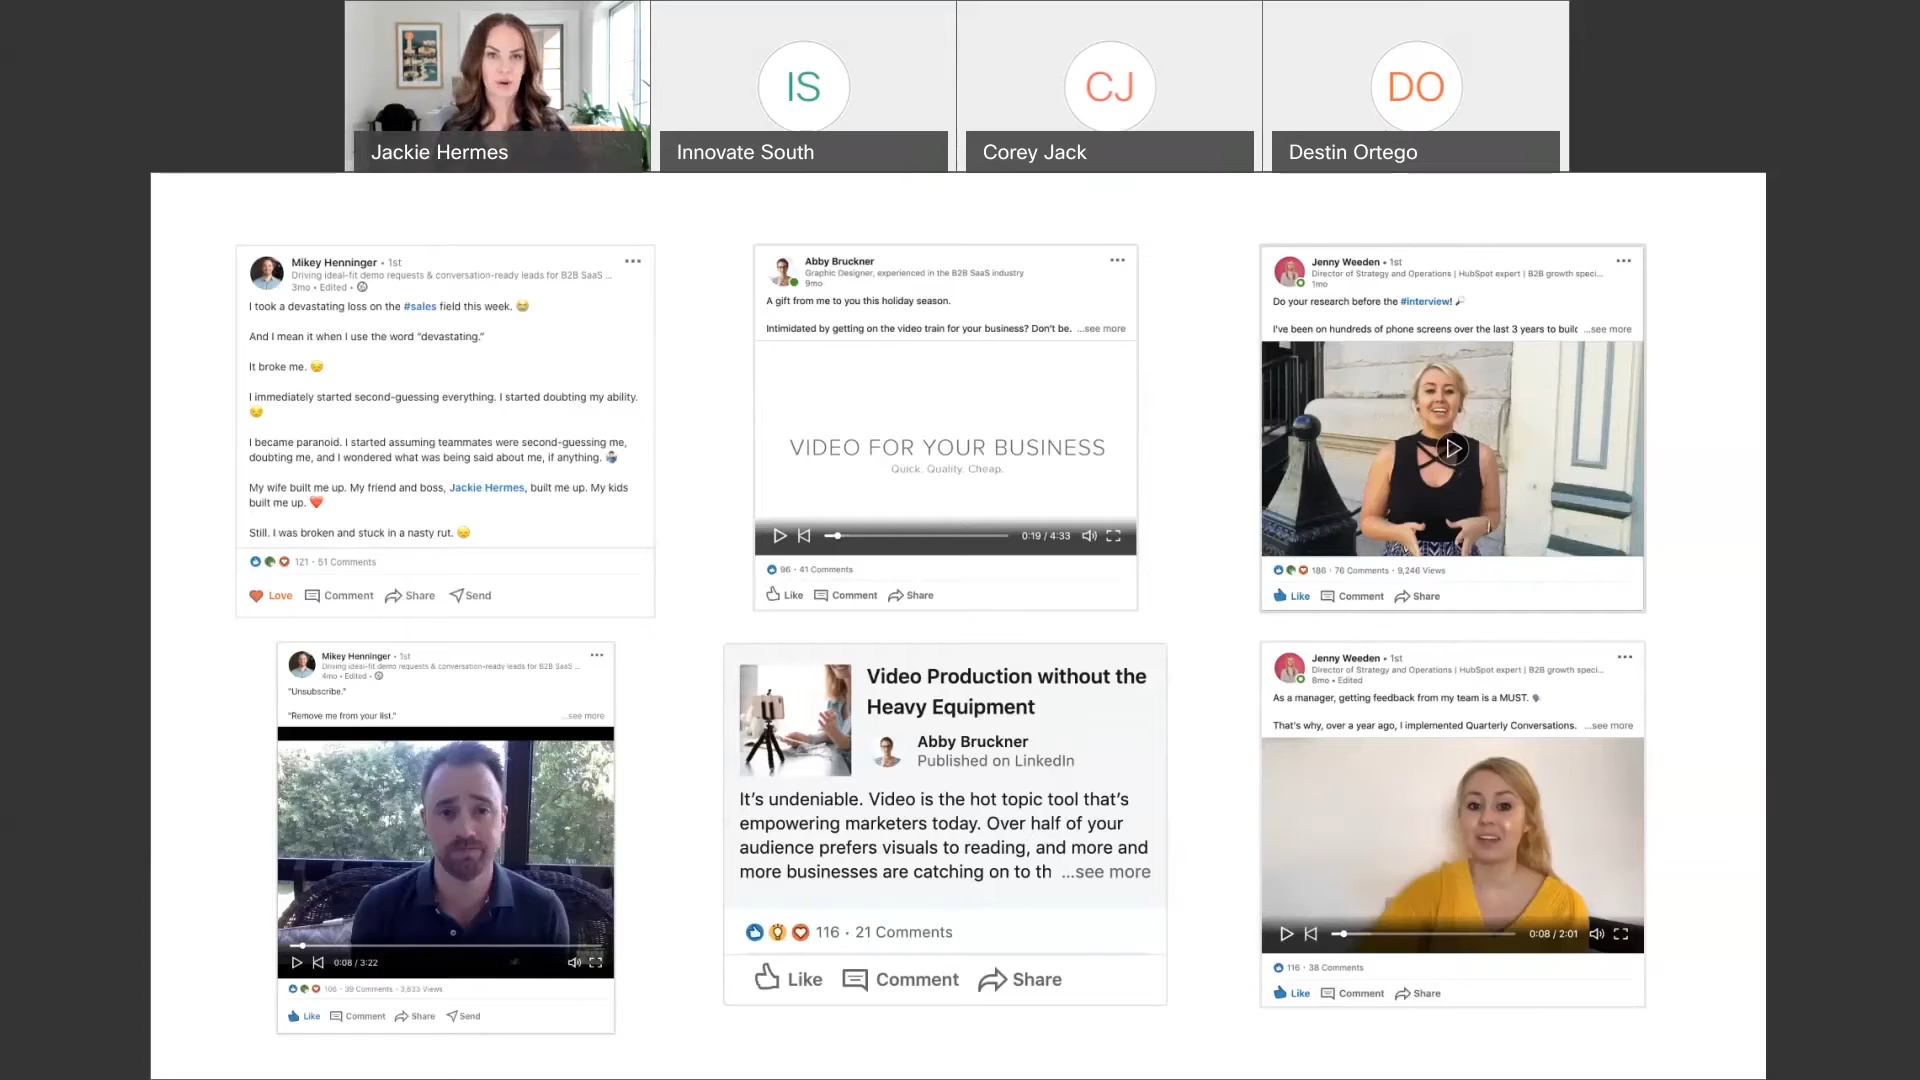 Jackie Hermes
IS
Innovate South
CJ
Corey Jack
DO
Destin Ortego
Mikey Henninger • 1st
Driving ideal-fit demo requests & conversation-ready leads for B2B SaaS ...
3mo • Edited •
I took a devastating loss on the #sales field this week.
And I mean it when I use the word “devastating.”
It broke me.
I immediately started second-guessing everything. I started doubting my ability.
I became paranoid. I started assuming teammates were second-guessing me,
doubting me, and I wondered what was being said about me, if anything.
My wife built me up. My friend and boss, Jackie Hermes, built me up. My kids
built me up.
Still. I was broken and stuck in a nasty rut.
121 · 51 Comments
Love Comment Share Send
Abby Bruckner
Graphic Designer, experienced in the B2B SaaS industry
9mo
A gift from me to you this holiday season.
Intimidated by getting on the video train for your business? Don't be. ...see more
VIDEO FOR YOUR BUSINESS
Quick. Quality. Cheap.
0:19 / 4:33
96 · 41 Comments
Like Comment Share
Jenny Weeden • 1st
Director of Strategy and Operations | HubSpot expert | B2B growth speci...
1mo
Do your research before the #interview!
I've been on hundreds of phone screens over the last 3 years to build ...see more
186 · 76 Comments · 9,246 Views
Like Comment Share
Mikey Henninger • 1st
Driving ideal-fit demo requests & conversation-ready leads for B2B SaaS ...
4mo • Edited •
"Unsubscribe."
"Remove me from your list." ...see more
0:08 / 3:22
106 · 39 Comments · 3,833 Views
Like Comment Share Send
Video Production without the
Heavy Equipment
Abby Bruckner
Published on LinkedIn
It’s undeniable. Video is the hot topic tool that’s
empowering marketers today. Over half of your
audience prefers visuals to reading, and more and
more businesses are catching on to th ...see more
116 · 21 Comments
Like Comment Share
Jenny Weeden • 1st
Director of Strategy and Operations | HubSpot expert | B2B growth speci...
8mo • Edited
As a manager, getting feedback from my team is a MUST.
That's why, over a year ago, I implemented Quarterly Conversations. ...see more
0:08 / 2:01
116 · 38 Comments
Like Comment Share